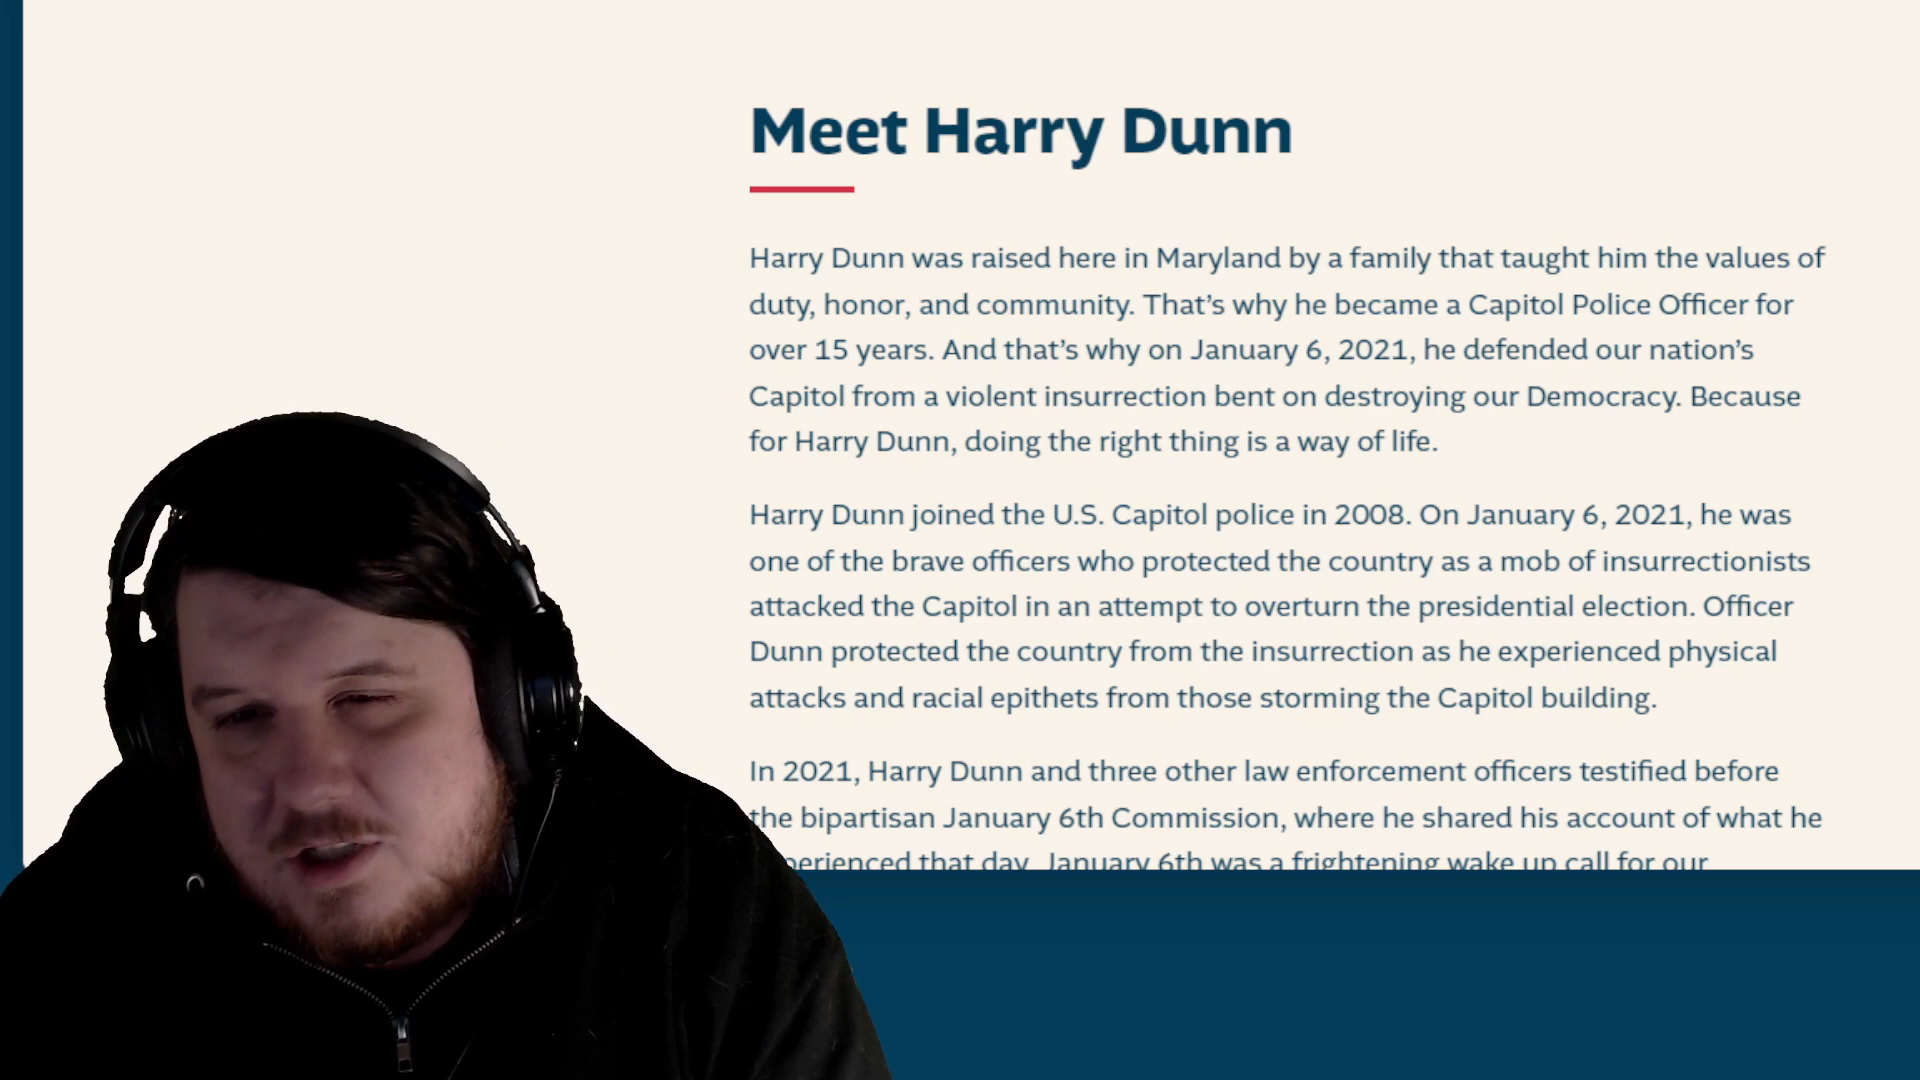 Meet Harry Dunn
Harry Dunn was raised here in Maryland by a family that taught him the values of
duty, honor, and community. That’s why he became a Capitol Police Officer for
over 15 years. And that’s why on January 6, 2021, he defended our nation’s
Capitol from a violent insurrection bent on destroying our Democracy. Because
for Harry Dunn, doing the right thing is a way of life.
Harry Dunn joined the U.S. Capitol police in 2008. On January 6, 2021, he was
one of the brave officers who protected the country as a mob of insurrectionists
attacked the Capitol in an attempt to overturn the presidential election. Officer
Dunn protected the country from the insurrection as he experienced physical
attacks and racial epithets from those storming the Capitol building.
In 2021, Harry Dunn and three other law enforcement officers testified before
the bipartisan January 6th Commission, where he shared his account of what he
that day. January 6th was a frightening wake up call for our